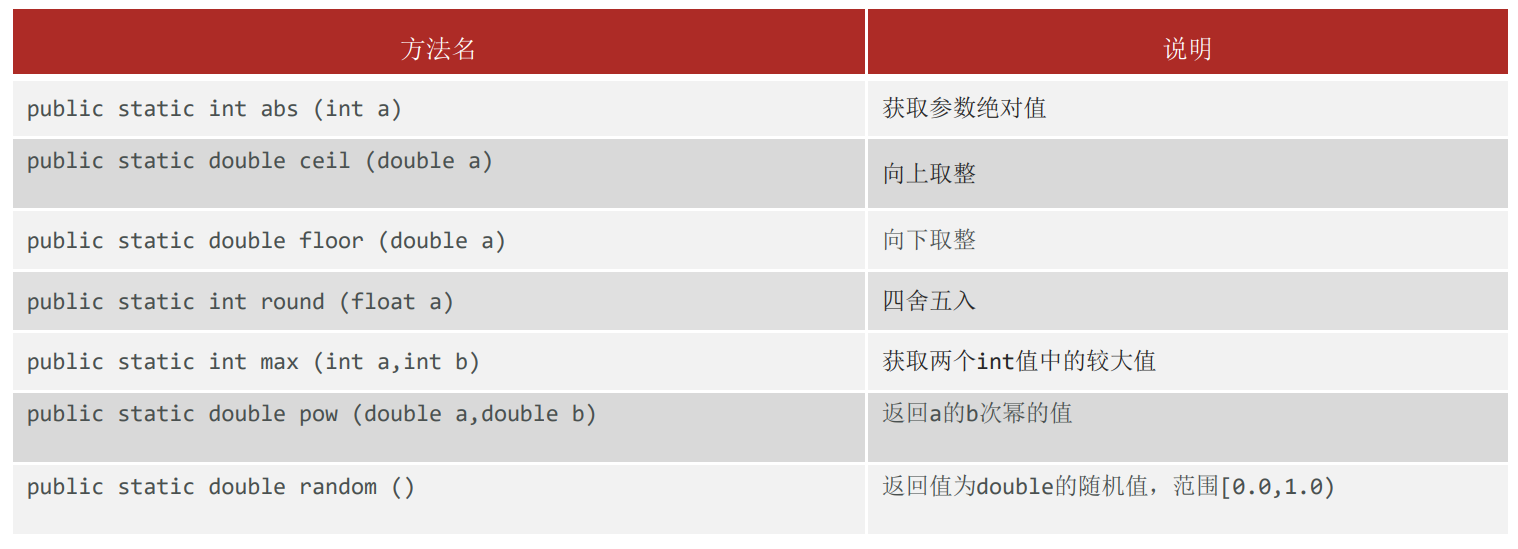 方法名 说明
public static int abs (int a) 获取参数绝对值
public static double ceil (double a) 向上取整
public static double floor (double a) 向下取整
public static int round (float a) 四舍五入
public static int max (int a,int b) 获取两个int值中的较大值
public static double pow (double a,double b) 返回a的b次幂的值
public static double random () 返回值为double的随机值，范围[0.0,1.0)